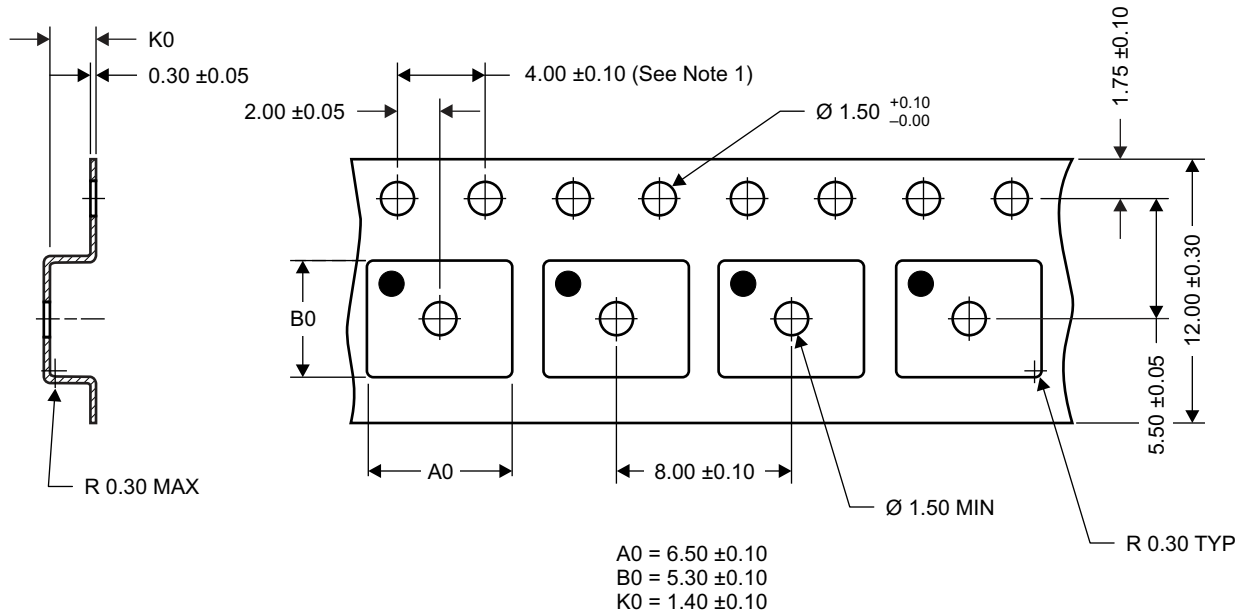 K0
0.30 ±0.05
4.00 ±0.10 (See Note 1)
2.00 ±0.05
Ø 1.50 +0.10 –0.00
1.75 ±0.10
B0
A0
8.00 ±0.10
12.00 ±0.30
5.50 ±0.05
R 0.30 MAX
Ø 1.50 MIN
R 0.30 TYP
A0 = 6.50 ±0.10
B0 = 5.30 ±0.10
K0 = 1.40 ±0.10